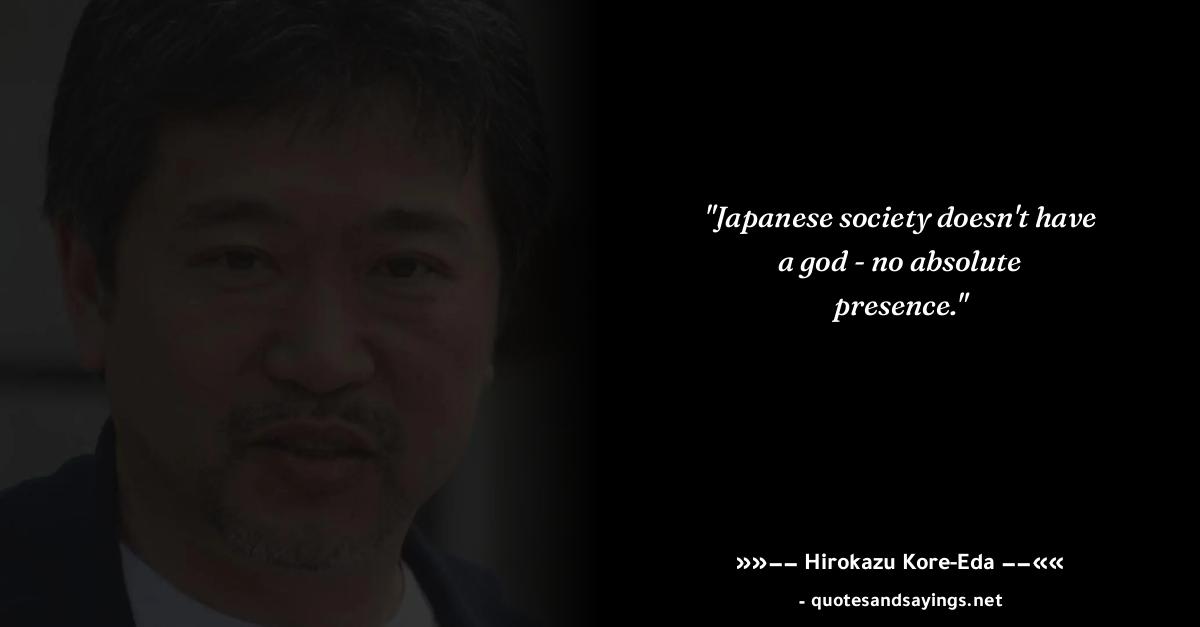 "Japanese society doesn't have
a god - no absolute
presence."
»»–– Hirokazu Kore-Eda ––««
- quotesandsayings.net